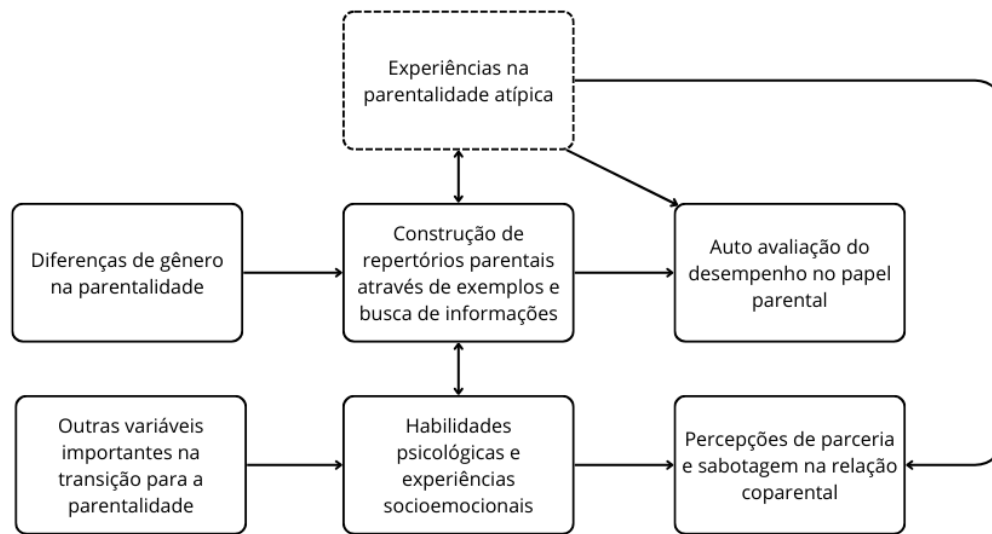 Experiências na
parentalidade atípica
Diferenças de gênero
na parentalidade
Construção de
repertórios parentais
através de exemplos e
busca de informações
Auto avaliação do
desempenho no papel
parental
Outras variáveis
importantes na
transição para a
parentalidade
Habilidades
psicológicas e
experiências
socioemocionais
Percepções de parceria
e sabotagem na relação
coparental